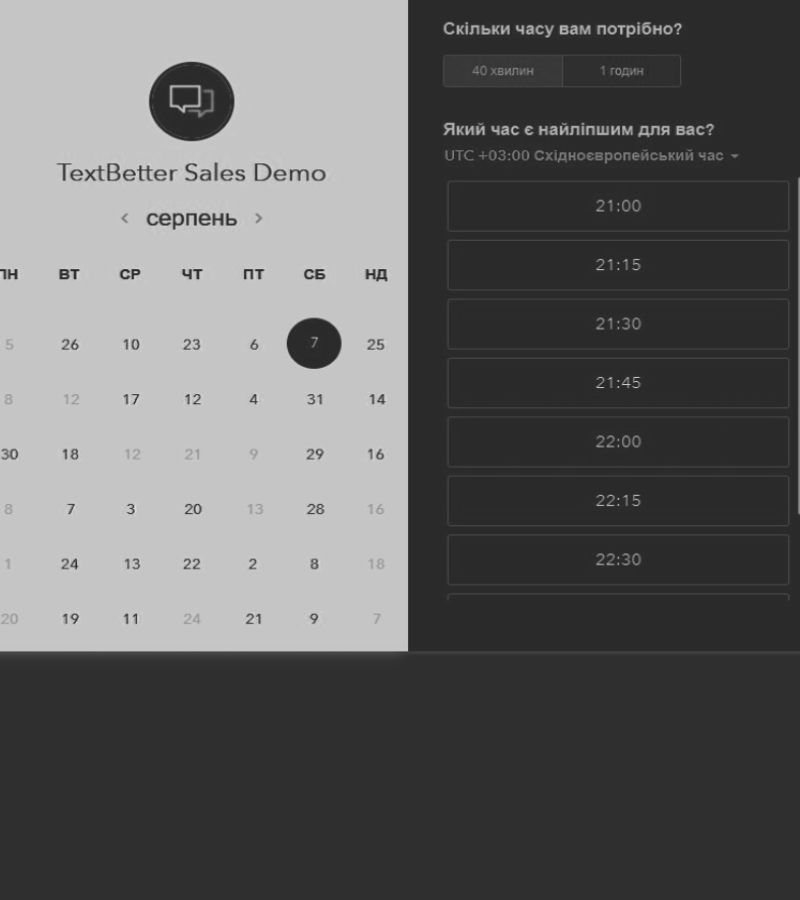 TextBetter Sales Demo
серпень
ВТ СР ЧТ ПТ СБ НД
5 26 10 23 6 7 25
8 12 17 12 4 31 14
30 18 12 21 9 29 16
8 7 3 20 13 28 16
1 24 13 22 2 8 18
20 19 11 24 21 9 7
Скільки часу вам потрібно?
40 хвилин 1 годин
Який час є найліпшим для вас?
UTC +03:00 Східноєвропейський час
21:00
21:15
21:30
21:45
22:00
22:15
22:30